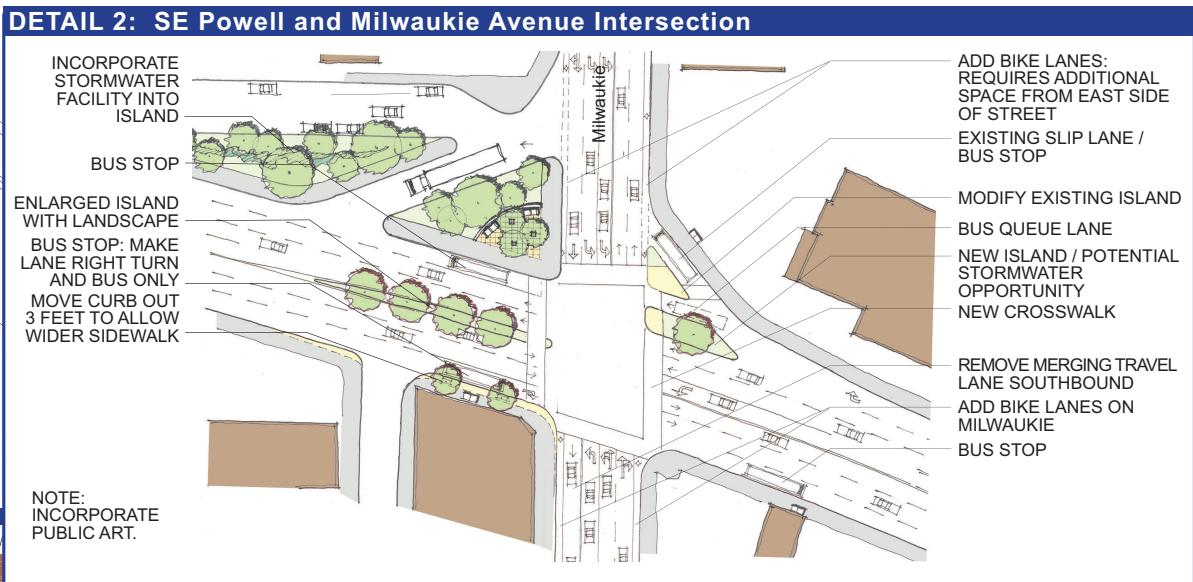 DETAIL 2: SE Powell and Milwaukie Avenue Intersection
INCORPORATE
STORMWATER
FACILITY INTO
ISLAND
BUS STOP
ENLARGED ISLAND
WITH LANDSCAPE
BUS STOP: MAKE
LANE RIGHT TURN
AND BUS ONLY
MOVE CURB OUT
3 FEET TO ALLOW
WIDER SIDEWALK
NOTE:
INCORPORATE
PUBLIC ART.
Milwaukie
ADD BIKE LANES:
REQUIRES ADDITIONAL
SPACE FROM EAST SIDE
OF STREET
EXISTING SLIP LANE /
BUS STOP
MODIFY EXISTING ISLAND
BUS QUEUE LANE
NEW ISLAND / POTENTIAL
STORMWATER
OPPORTUNITY
NEW CROSSWALK
REMOVE MERGING TRAVEL
LANE SOUTHBOUND
ADD BIKE LANES ON
MILWAUKIE
BUS STOP